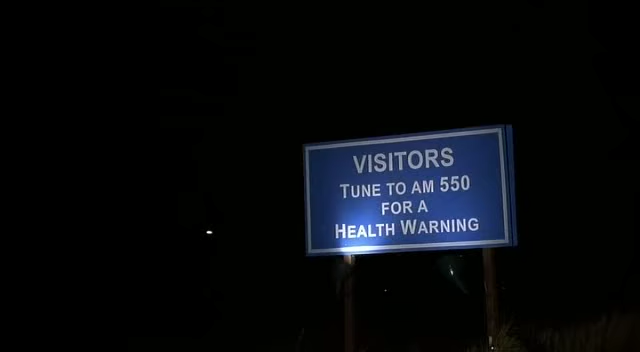 VISITORS
TUNE TO AM 550
FOR A
HEALTH WARNING